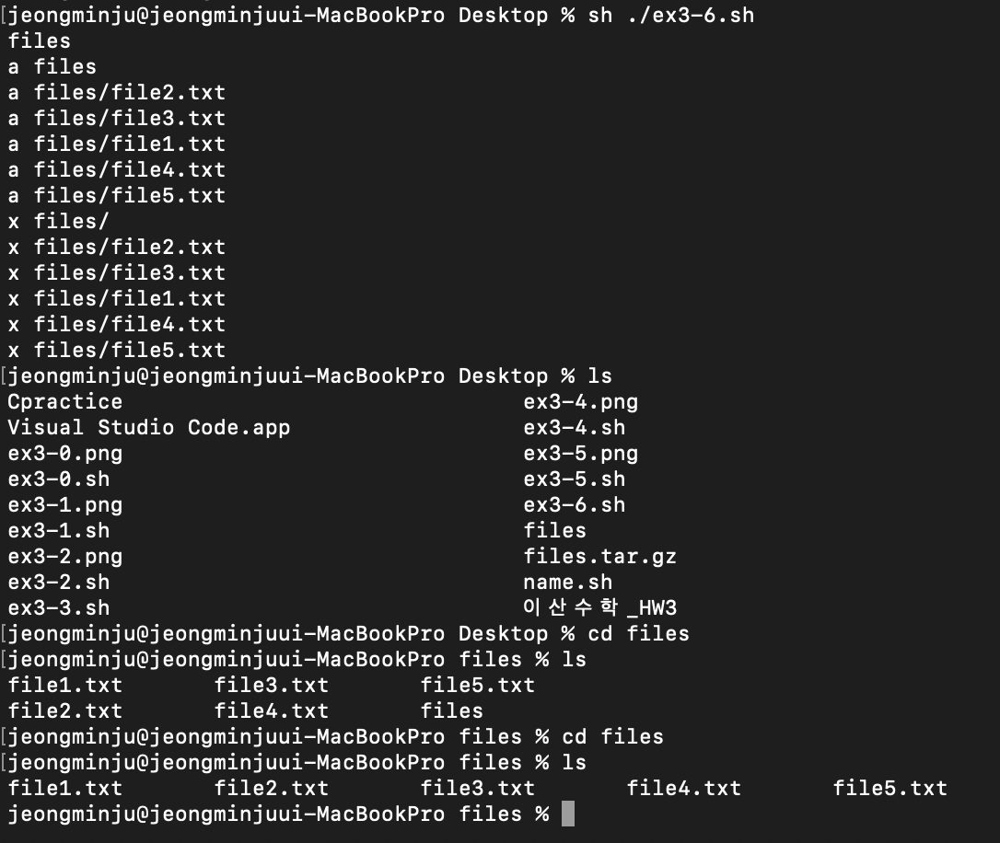 [jeongminju@jeongminjuui-MacBookPro Desktop % sh ./ex3-6.sh
files
a files
a files/file2.txt
a files/file3.txt
a files/file1.txt
a files/file4.txt
a files/file5.txt
x files/
x files/file2.txt
x files/file3.txt
x files/file1.txt
x files/file4.txt
x files/file5.txt
[jeongminju@jeongminjuui-MacBookPro Desktop % ls
Cpractice ex3-4.png
Visual Studio Code.app ex3-4.sh
ex3-0.png ex3-5.png
ex3-0.sh ex3-5.sh
ex3-1.png ex3-6.sh
ex3-1.sh files
ex3-2.png files.tar.gz
ex3-2.sh name.sh
ex3-3.sh 이산수학_HW3
[jeongminju@jeongminjuui-MacBookPro Desktop % cd files
[jeongminju@jeongminjuui-MacBookPro files % ls
file1.txt file3.txt file5.txt
file2.txt file4.txt files
[jeongminju@jeongminjuui-MacBookPro files % cd files
[jeongminju@jeongminjuui-MacBookPro files % ls
file1.txt file2.txt file3.txt file4.txt file5.txt
jeongminju@jeongminjuui-MacBookPro files %